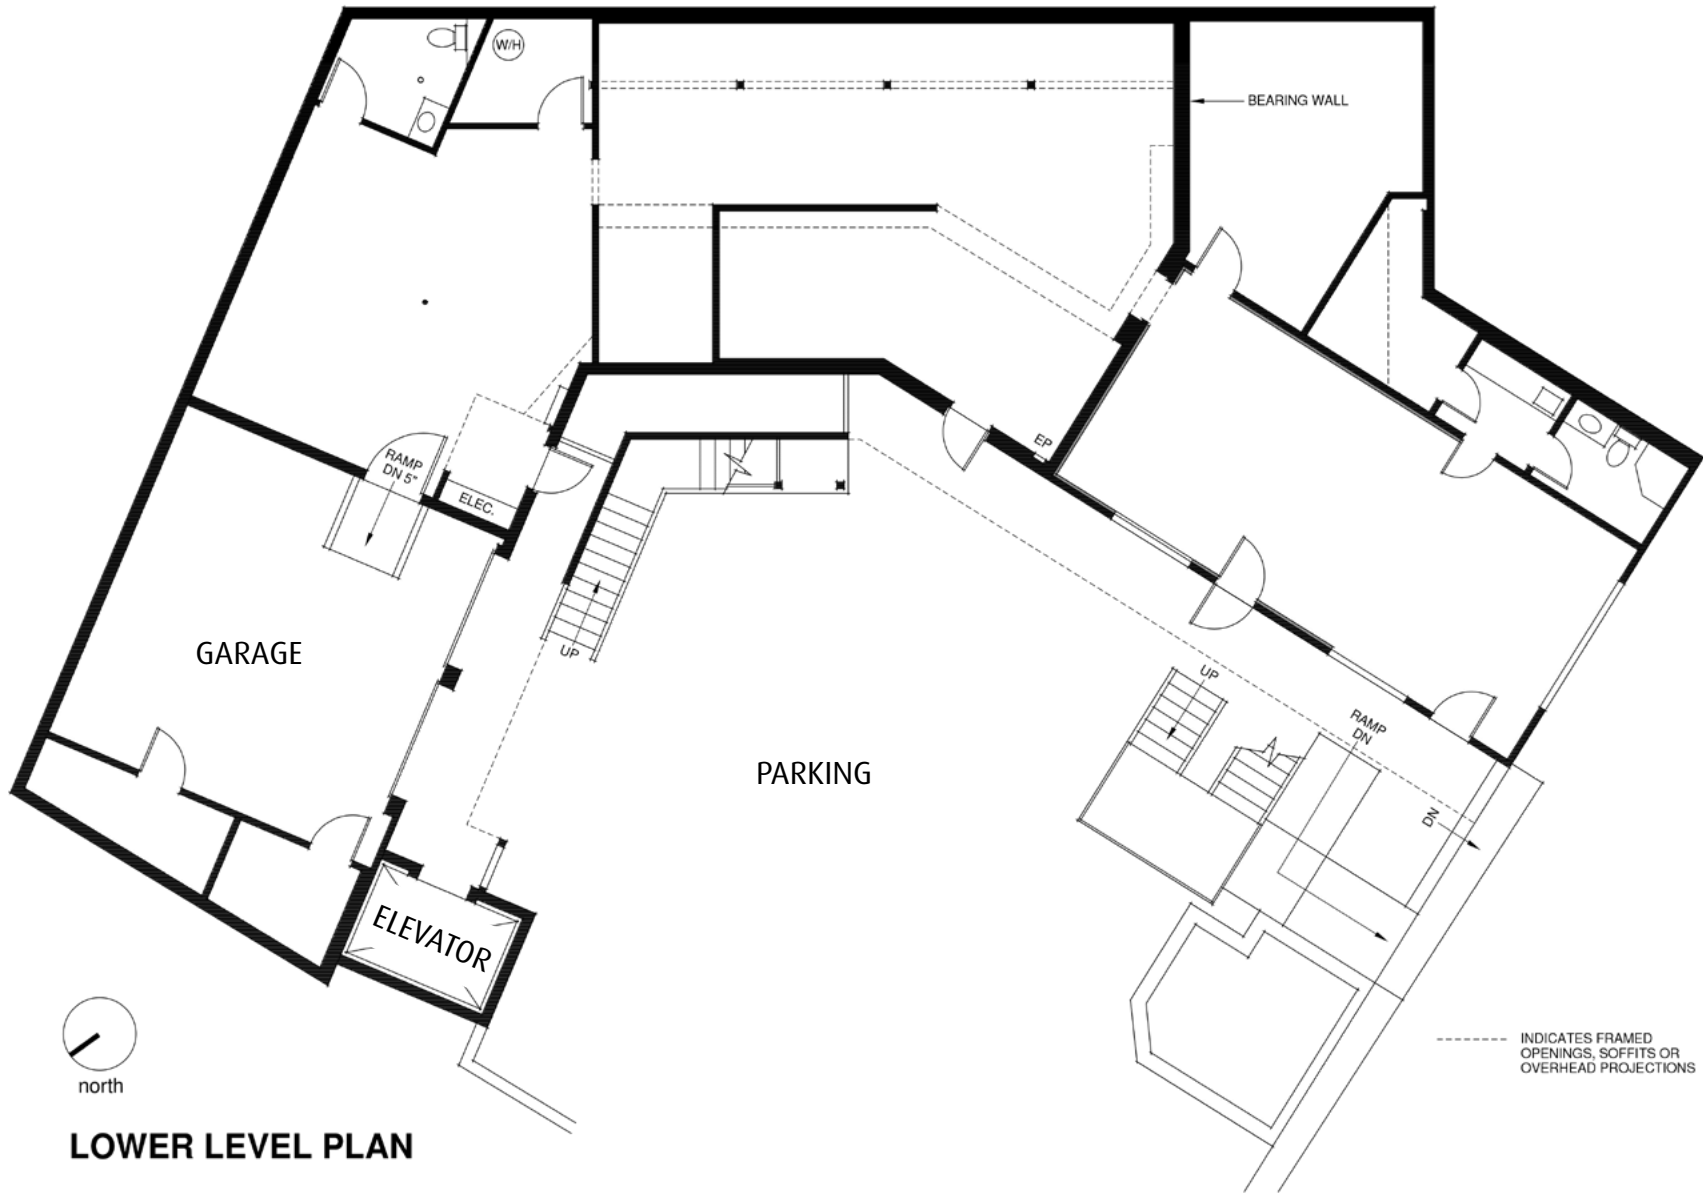 W/H
BEARING WALL
EP
RAMP
DN 5"
ELEC.
GARAGE
UP
UP
RAMP
DN
PARKING
DN
ELEVATOR
INDICATES FRAMED
OPENINGS, SOFFITS OR
OVERHEAD PROJECTIONS
north
LOWER LEVEL PLAN